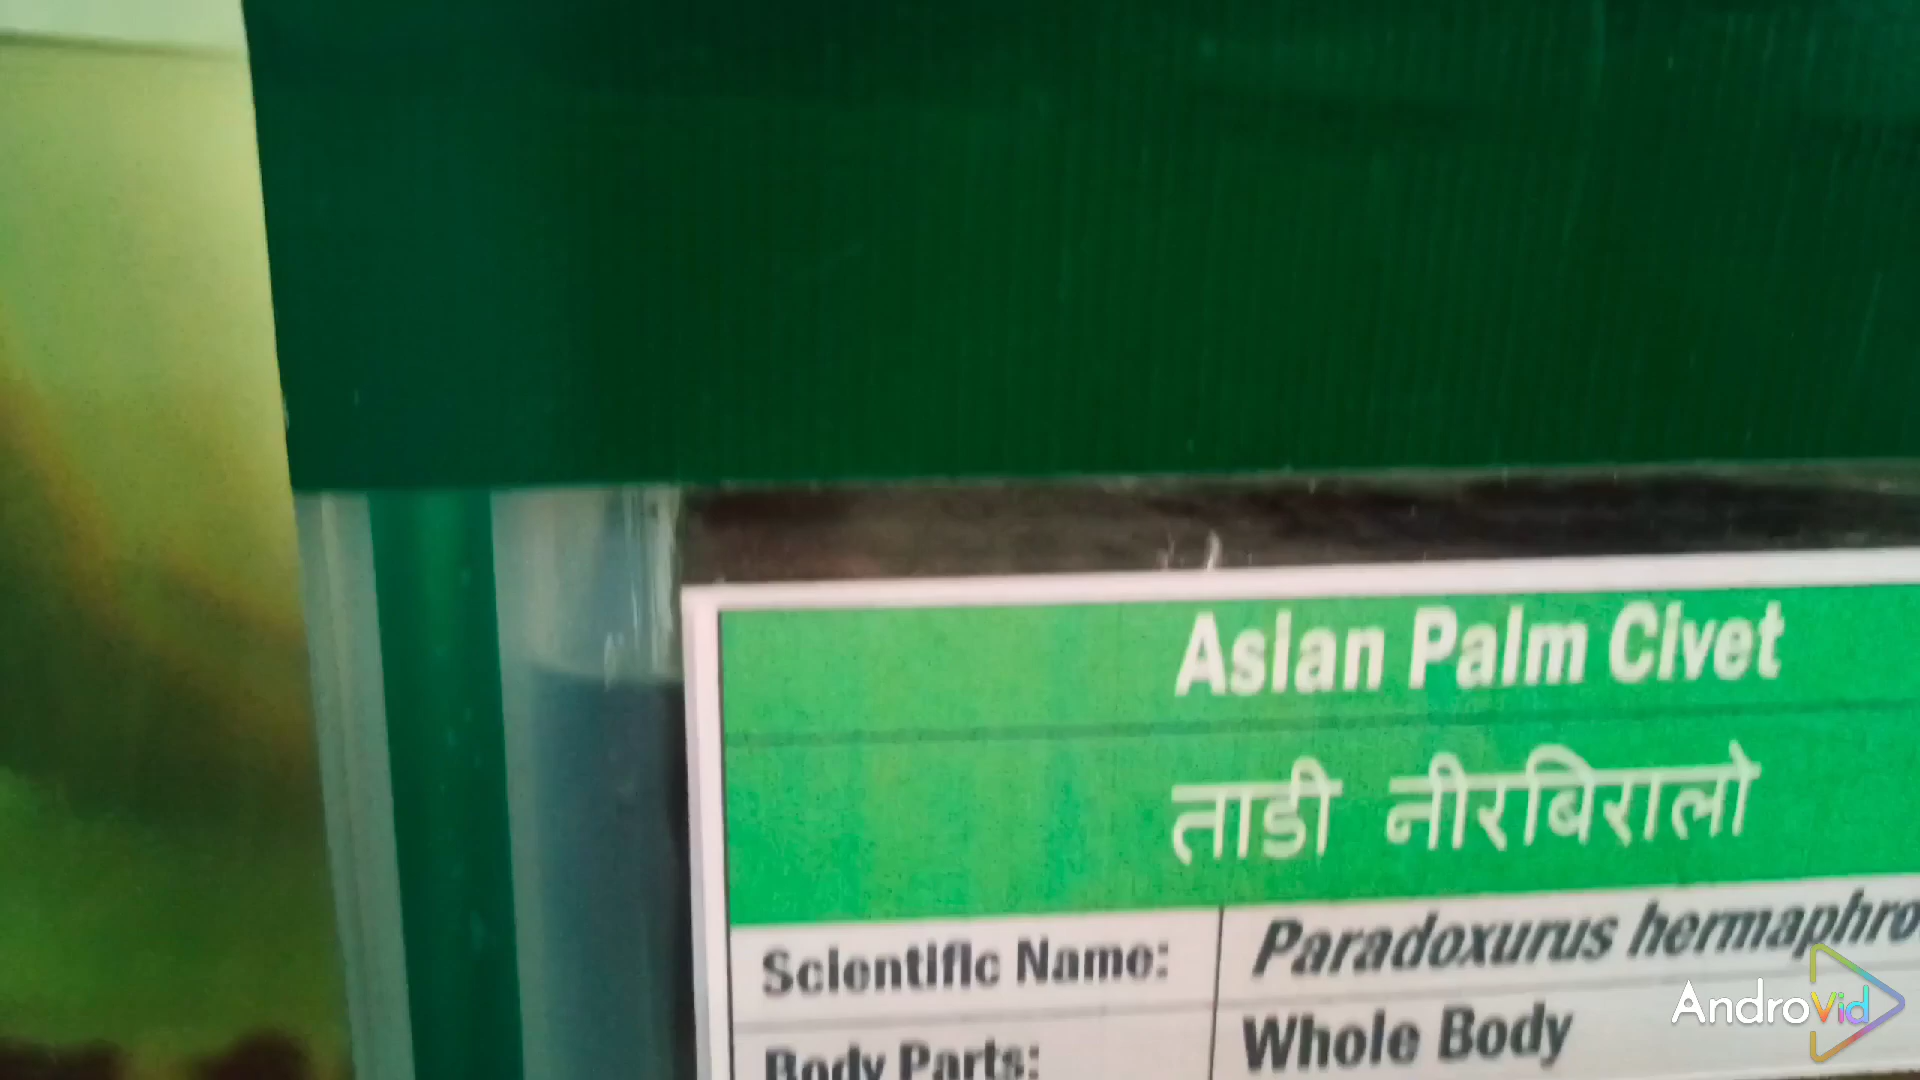 Asian Palm Civet
ताडी नीरबिरालो
Scientific Name: Paradoxurus hermaphro
Body Parts: Whole Body
AndroVid